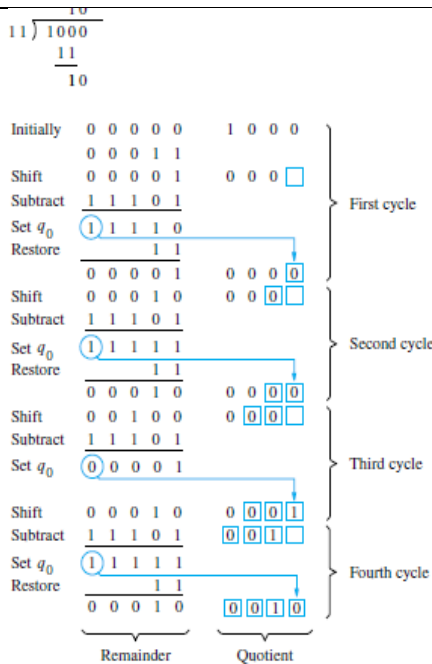 10
11) 1000
11
10
Initially 0 0 0 0 0 1 0 0 0
0 0 0 1 1
Shift 0 0 0 0 1 0 0 0
Subtract 1 1 1 0 1
First cycle
Set q0 1 1 1 1 0
Restore 1 1
0 0 0 0 1 0 0 0 0
Shift 0 0 0 1 0 0 0 0
Subtract 1 1 1 0 1
Set q0 1 1 1 1 1 Second cycle
Restore 1 1
0 0 0 1 0 0 0 0 0
Shift 0 0 1 0 0 0 0 0
Subtract 1 1 1 0 1
Set q0 0 0 0 0 1 Third cycle
Shift 0 0 0 1 0 0 0 0 1
Subtract 1 1 1 0 1 0 0 1
Set q0 1 1 1 1 1 Fourth cycle
Restore 1 1
0 0 0 1 0 0 0 1 0
Remainder Quotient